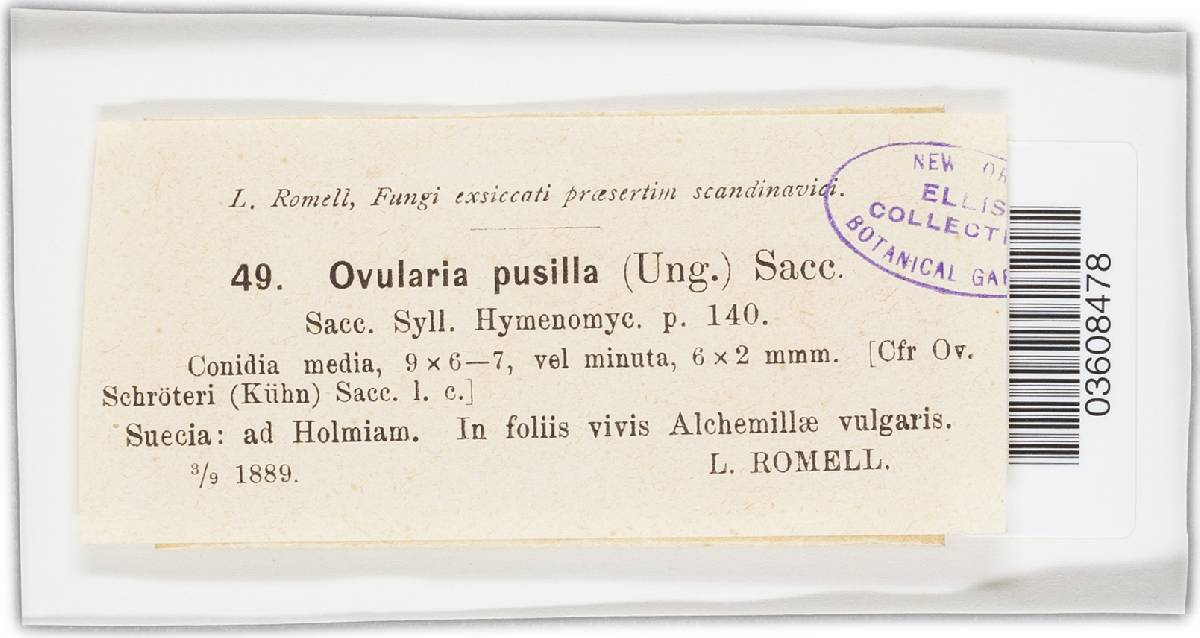 L. Romell, Fungi exsiccati præsertim scandinavici.
49. Ovularia pusilla (Ung.) Sacc.
Sacc. Syll. Hymenomyc. p. 140.
Conidia media, 9 × 6—7, vel minuta, 6 × 2 mmm. [Cfr Ov.
Schröteri (Kühn) Sacc. l. c.]
Suecia: ad Holmiam. In foliis vivis Alchemillæ vulgaris.
3/9 1889. L. ROMELL.
NEW
ELLIS
COLLECTI
BOTANICAL GAR
03608478